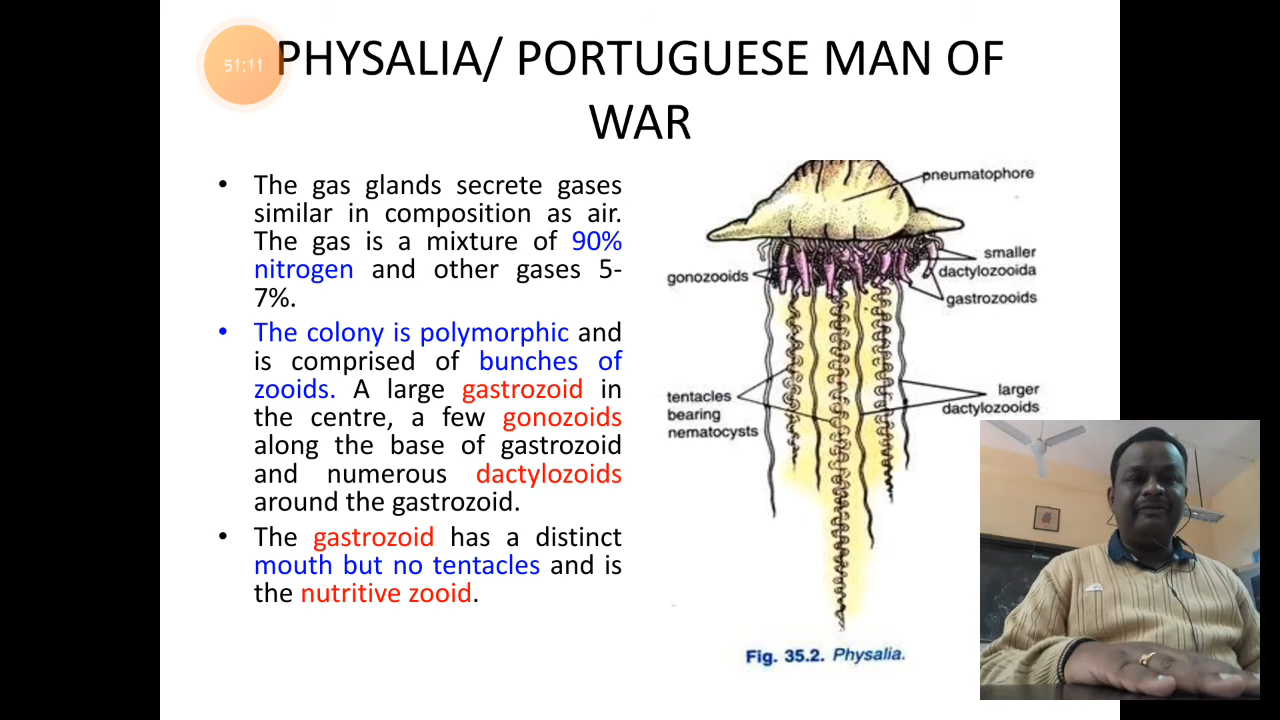 51:11
PHYSALIA/ PORTUGUESE MAN OF
WAR
• The gas glands secrete gases
similar in composition as air.
The gas is a mixture of 90%
nitrogen and other gases 5-
7%.
• The colony is polymorphic and
is comprised of bunches of
zooids. A large gastrozoid in
the centre, a few gonozoids
along the base of gastrozoid
and numerous dactylozoids
around the gastrozoid.
• The gastrozoid has a distinct
mouth but no tentacles and is
the nutritive zooid.
pneumatophore
smaller
dactylozooida
gonozooids
gastrozooids
tentacles
bearing
nematocysts
larger
dactylozooids
Fig. 35.2. Physalia.